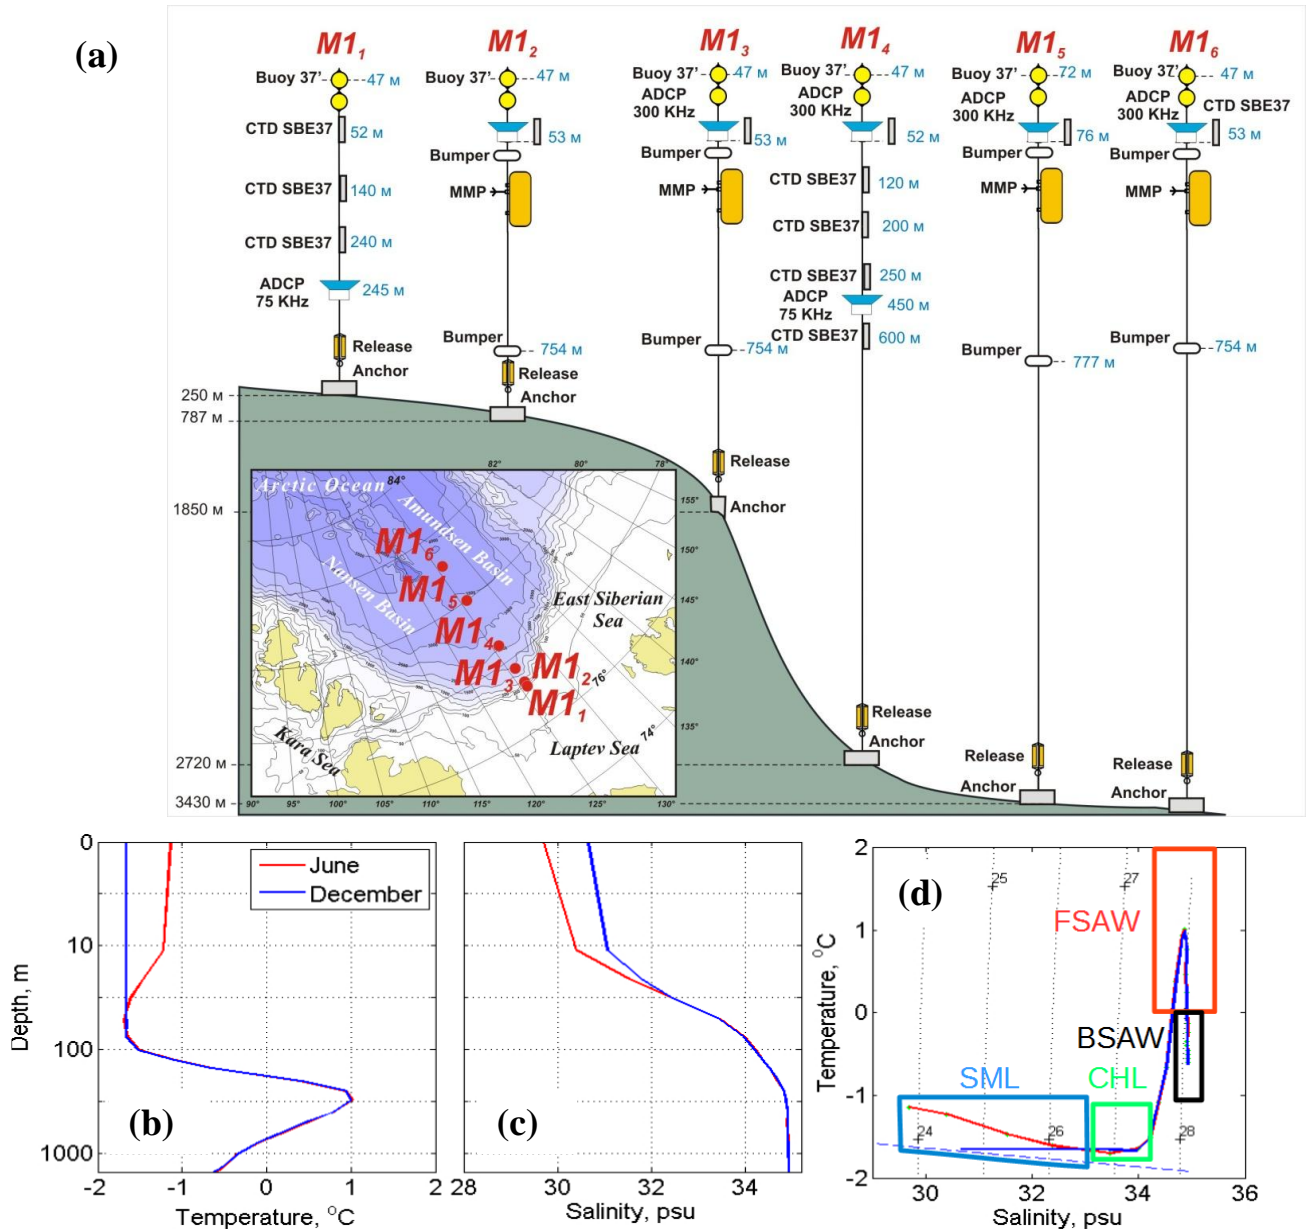 (a)
M1₁
M1₂
M1₃
M1₄
M1₅
M1₆
Buoy 37'
47 м
CTD SBE37
52 м
CTD SBE37
140 м
CTD SBE37
240 м
ADCP
75 KHz
245 м
Release
Anchor
Buoy 37'
47 м
53 м
Bumper
MMP
Bumper
754 м
Release
Anchor
Buoy 37'
47 м
ADCP
300 KHz
53 м
Bumper
MMP
Bumper
754 м
Release
Anchor
Buoy 37'
47 м
ADCP
300 KHz
52 м
CTD SBE37
120 м
CTD SBE37
200 м
CTD SBE37
250 м
ADCP
75 KHz
450 м
CTD SBE37
600 м
Release
Anchor
Buoy 37'
72 м
ADCP
300 KHz
76 м
Bumper
MMP
Bumper
777 м
Release
Anchor
Buoy 37'
47 м
ADCP
300 KHz
CTD SBE37
53 м
Bumper
MMP
Bumper
754 м
Release
Anchor
250 м
787 м
1850 м
2720 м
3430 м
82°
80°
78°
84°
Arctic Ocean
Amundsen Basin
Nansen Basin
M1₆
M1₅
M1₄
M1₃
M1₂
M1₁
East Siberian
Sea
Laptev Sea
Kara Sea
155°
150°
145°
140°
135°
76°
74°
90°
95°
100°
105°
110°
115°
120°
125°
130°
0
10
100
1000
Depth, m
June
December
(b)
-2
-1
0
1
2
Temperature, °C
(c)
28
30
32
34
Salinity, psu
(d)
2
1
0
-1
-2
Temperature, °C
25
27
FSAW
BSAW
SML
CHL
24
26
28
30
32
34
36
Salinity, psu